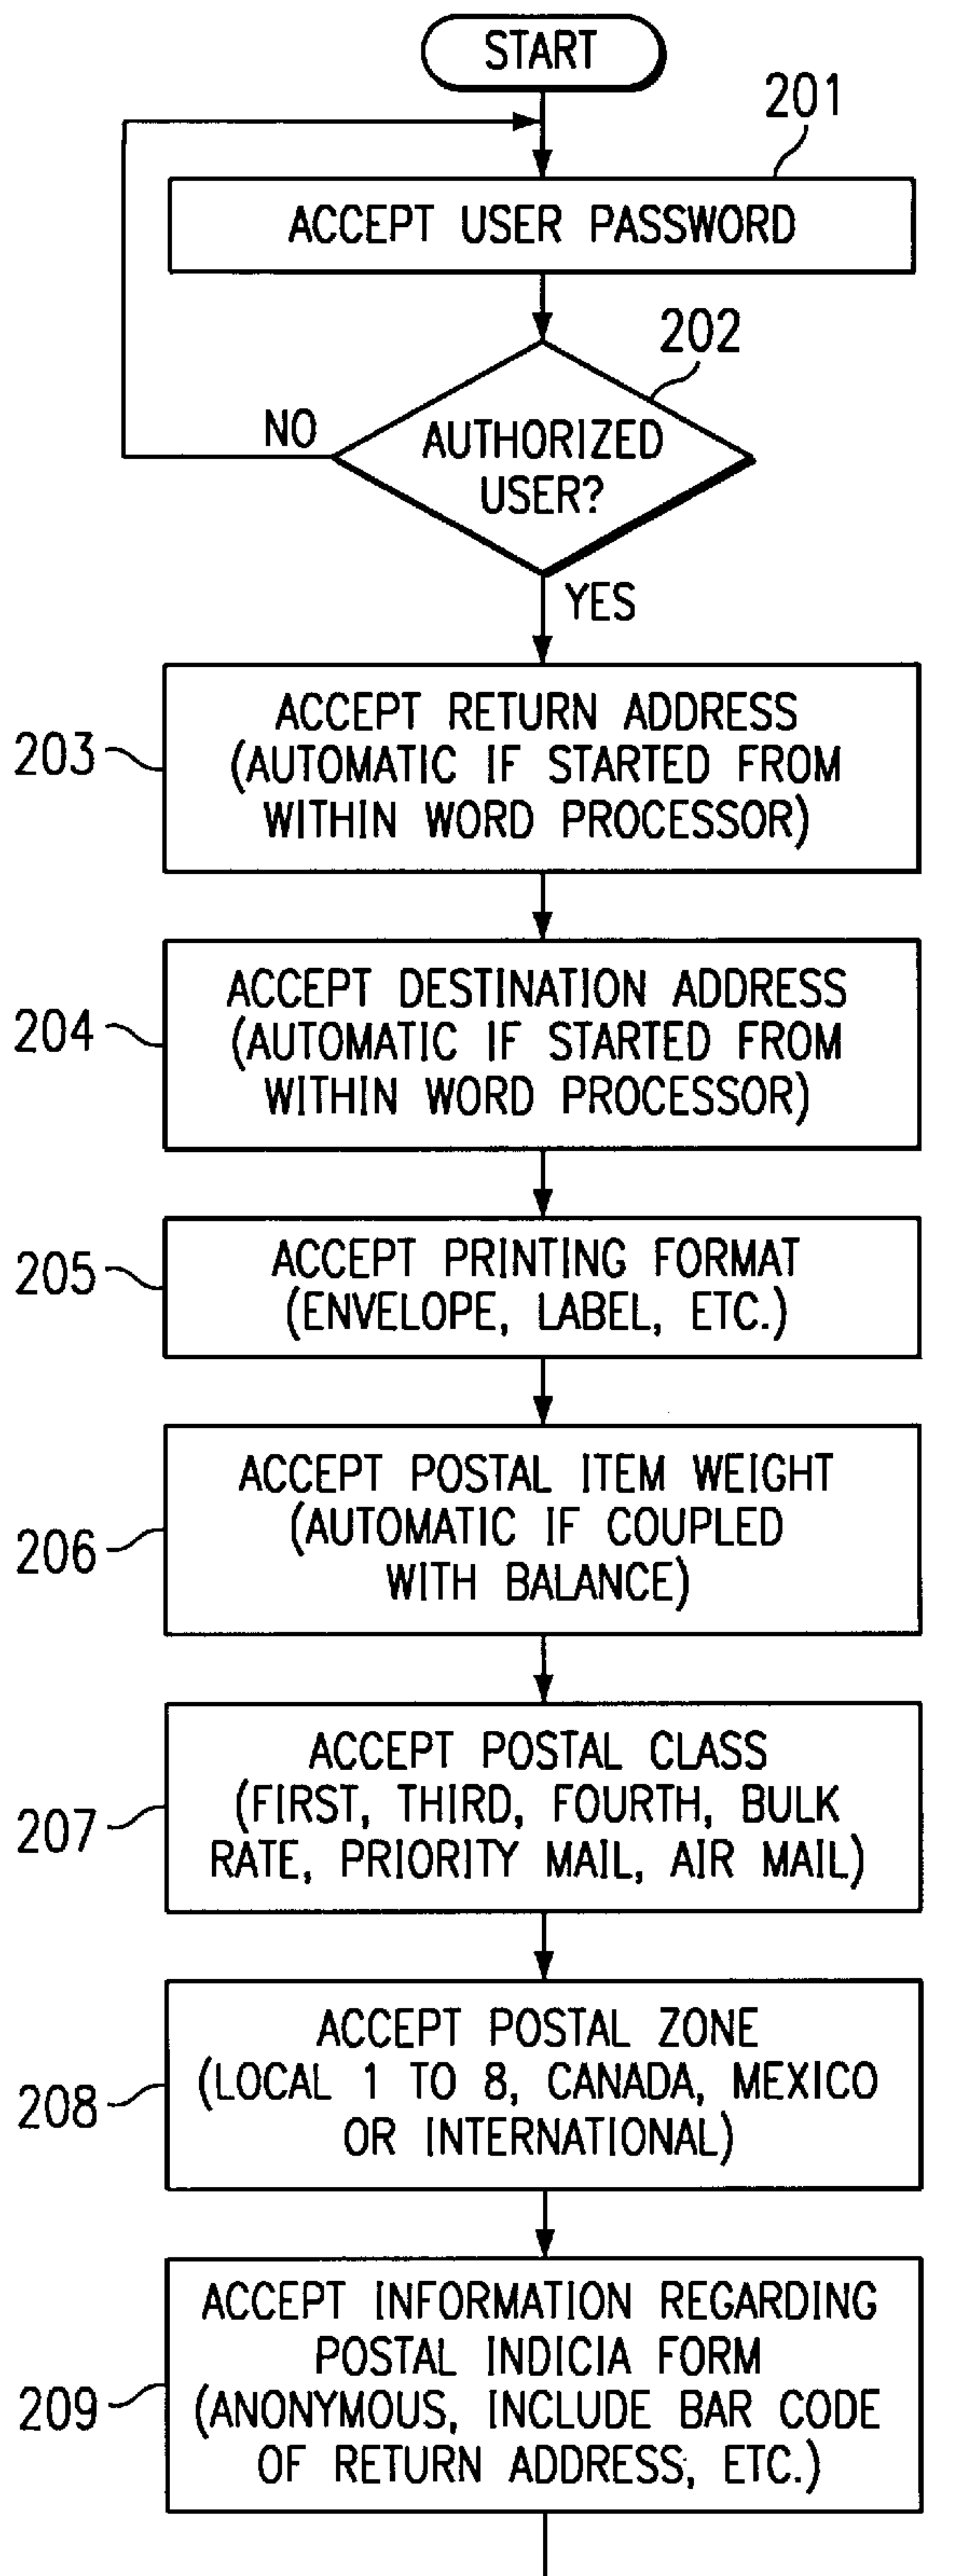 START
201
ACCEPT USER PASSWORD
202
NO
AUTHORIZED
USER?
YES
203
ACCEPT RETURN ADDRESS
(AUTOMATIC IF STARTED FROM
WITHIN WORD PROCESSOR)
204
ACCEPT DESTINATION ADDRESS
(AUTOMATIC IF STARTED FROM
WITHIN WORD PROCESSOR)
205
ACCEPT PRINTING FORMAT
(ENVELOPE, LABEL, ETC.)
206
ACCEPT POSTAL ITEM WEIGHT
(AUTOMATIC IF COUPLED
WITH BALANCE)
207
ACCEPT POSTAL CLASS
(FIRST, THIRD, FOURTH, BULK
RATE, PRIORITY MAIL, AIR MAIL)
208
ACCEPT POSTAL ZONE
(LOCAL 1 TO 8, CANADA, MEXICO
OR INTERNATIONAL)
209
ACCEPT INFORMATION REGARDING
POSTAL INDICIA FORM
(ANONYMOUS, INCLUDE BAR CODE
OF RETURN ADDRESS, ETC.)